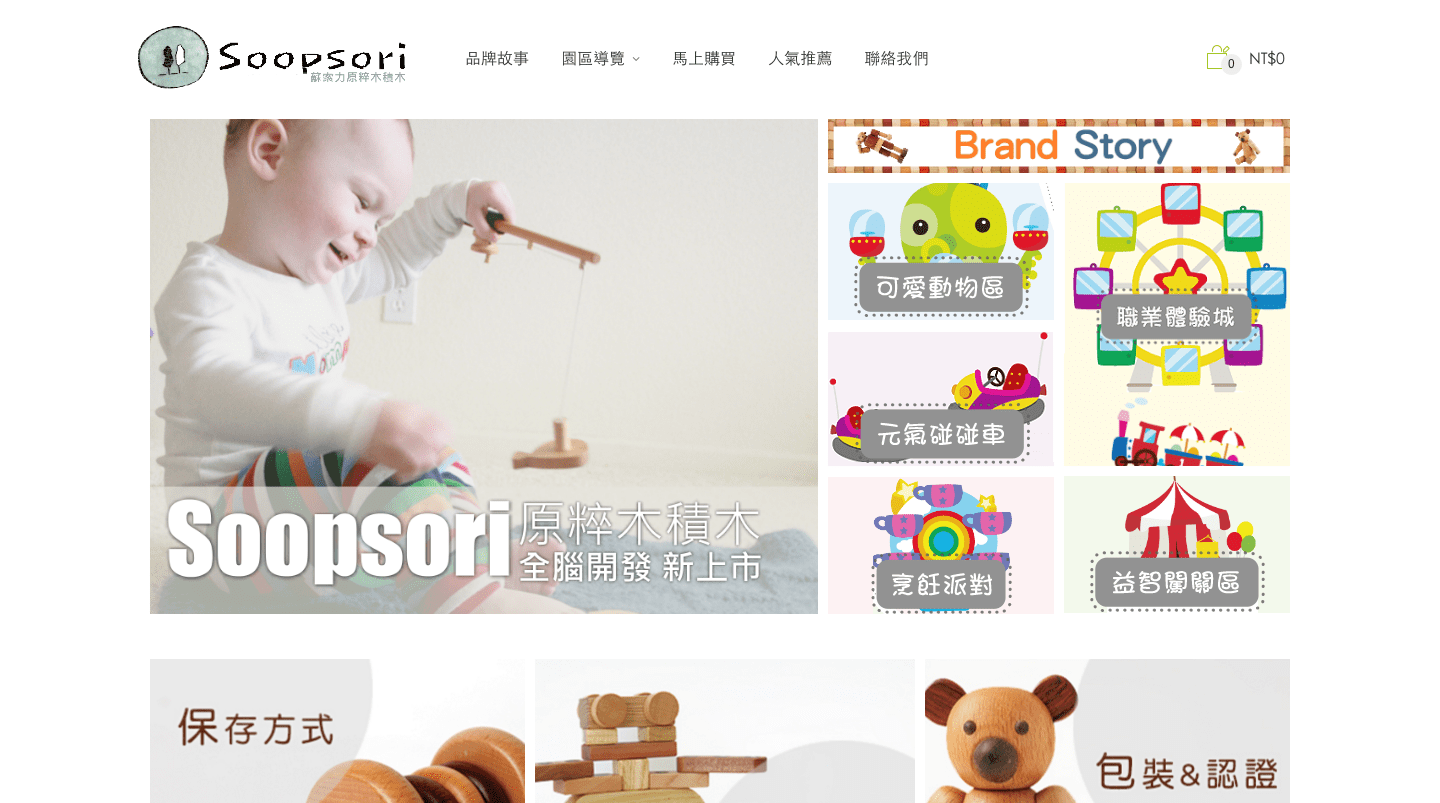 Soopsori
蘇索力原粹木積木
品牌故事
園區導覽
馬上購買
人氣推薦
聯絡我們
0
NT$0
Brand Story
可愛動物區
職業體驗城
元氣碰碰車
烹飪派對
益智闖關區
Soopsori 原粹木積木
全腦開發 新上市
保存方式
包裝&認證